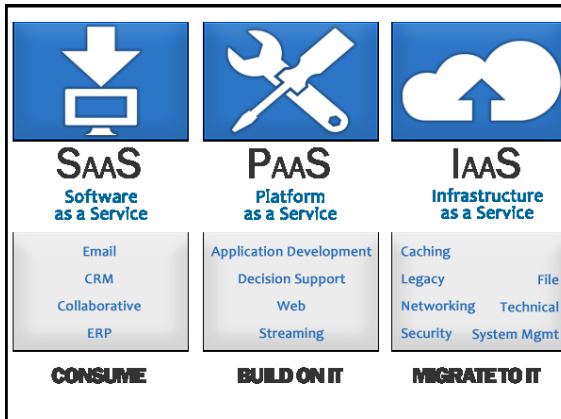 SaaS
Software
as a Service
Email
CRM
Collaborative
ERP
CONSUME
PaaS
Platform
as a Service
Application Development
Decision Support
Web
Streaming
BUILD ON IT
IaaS
Infrastructure
as a Service
Caching
Legacy File
Networking Technical
Security System Mgmt
MIGRATE TO IT